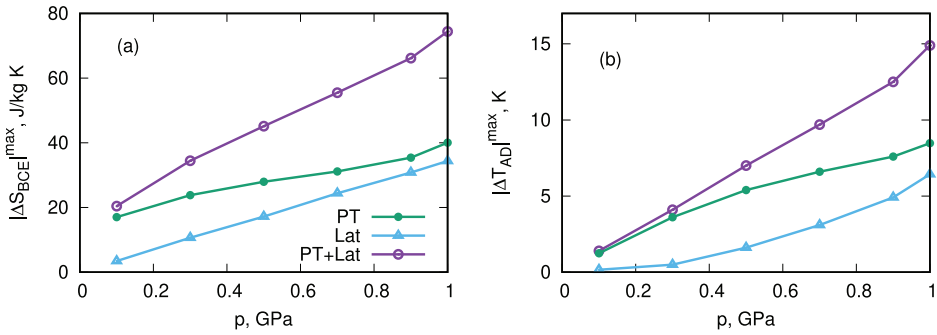 (a)
|ΔS_BCE|^max, J/kg K
80
60
40
20
0
PT
Lat
PT+Lat
0 0.2 0.4 0.6 0.8 1
p, GPa
(b)
|ΔT_AD|^max, K
15
10
5
0
0 0.2 0.4 0.6 0.8 1
p, GPa